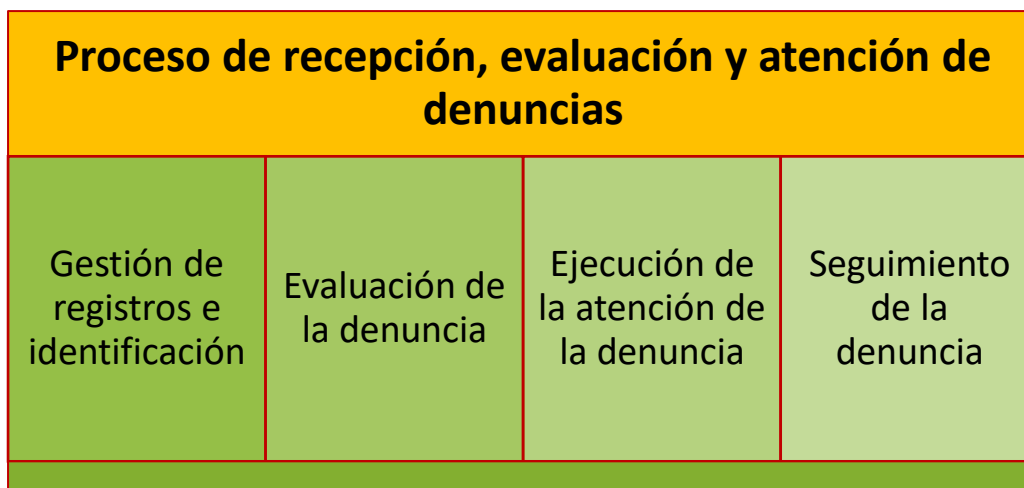 Proceso de recepción, evaluación y atención de
denuncias
Gestión de
registros e
identificación
Evaluación de
la denuncia
Ejecución de
la atención de
la denuncia
Seguimiento
de la
denuncia